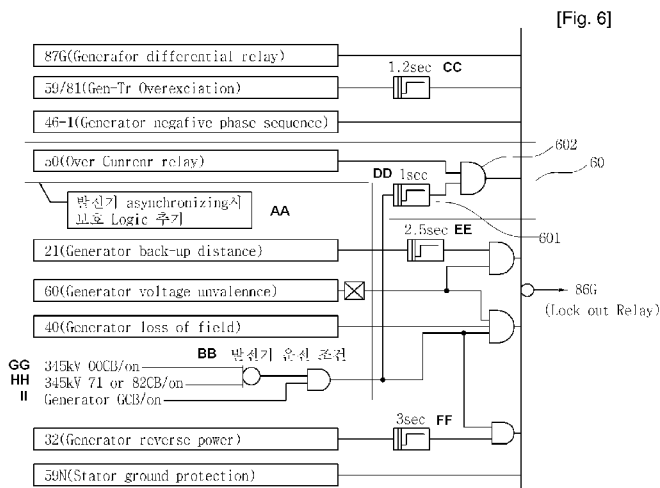 [Fig. 6]
87G(Generafor differential relay)
1.2sec CC
59/81(Gen-Tr Overexciation)
46-1(Generator negafive phase sequence)
602
50(Over Cunrenr relay)
60
DD 1sec
발전기 asynchronizing시
보호 Logic 추가
AA
601
2.5sec EE
21(Generator back-up distance)
60(Generator voltage unvalennce)
86G
(Lock out Relay)
40(Generator loss of field)
BB 발전기 운전 조건
GG 345kV 00CB/on
HH 345kV 71 or 82CB/on
II Generator GCB/on
3sec FF
32(Generator reverse power)
59N(Stator ground protection)